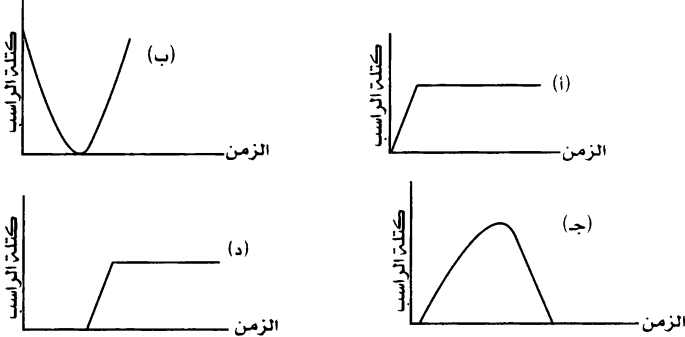 (أ)
كتلة الراسب
الزمن
(ب)
كتلة الراسب
الزمن
(جـ)
كتلة الراسب
الزمن
(د)
كتلة الراسب
الزمن